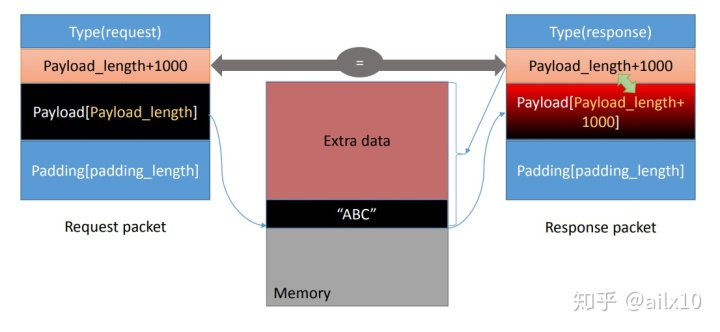 Type(request)
Payload_length+1000
Payload[Payload_length]
Padding[padding_length]
Request packet
=
Extra data
“ABC”
Memory
Type(response)
Payload_length+1000
Payload[Payload_length+
1000]
Padding[padding_length]
Response packet
知乎 @ailx10